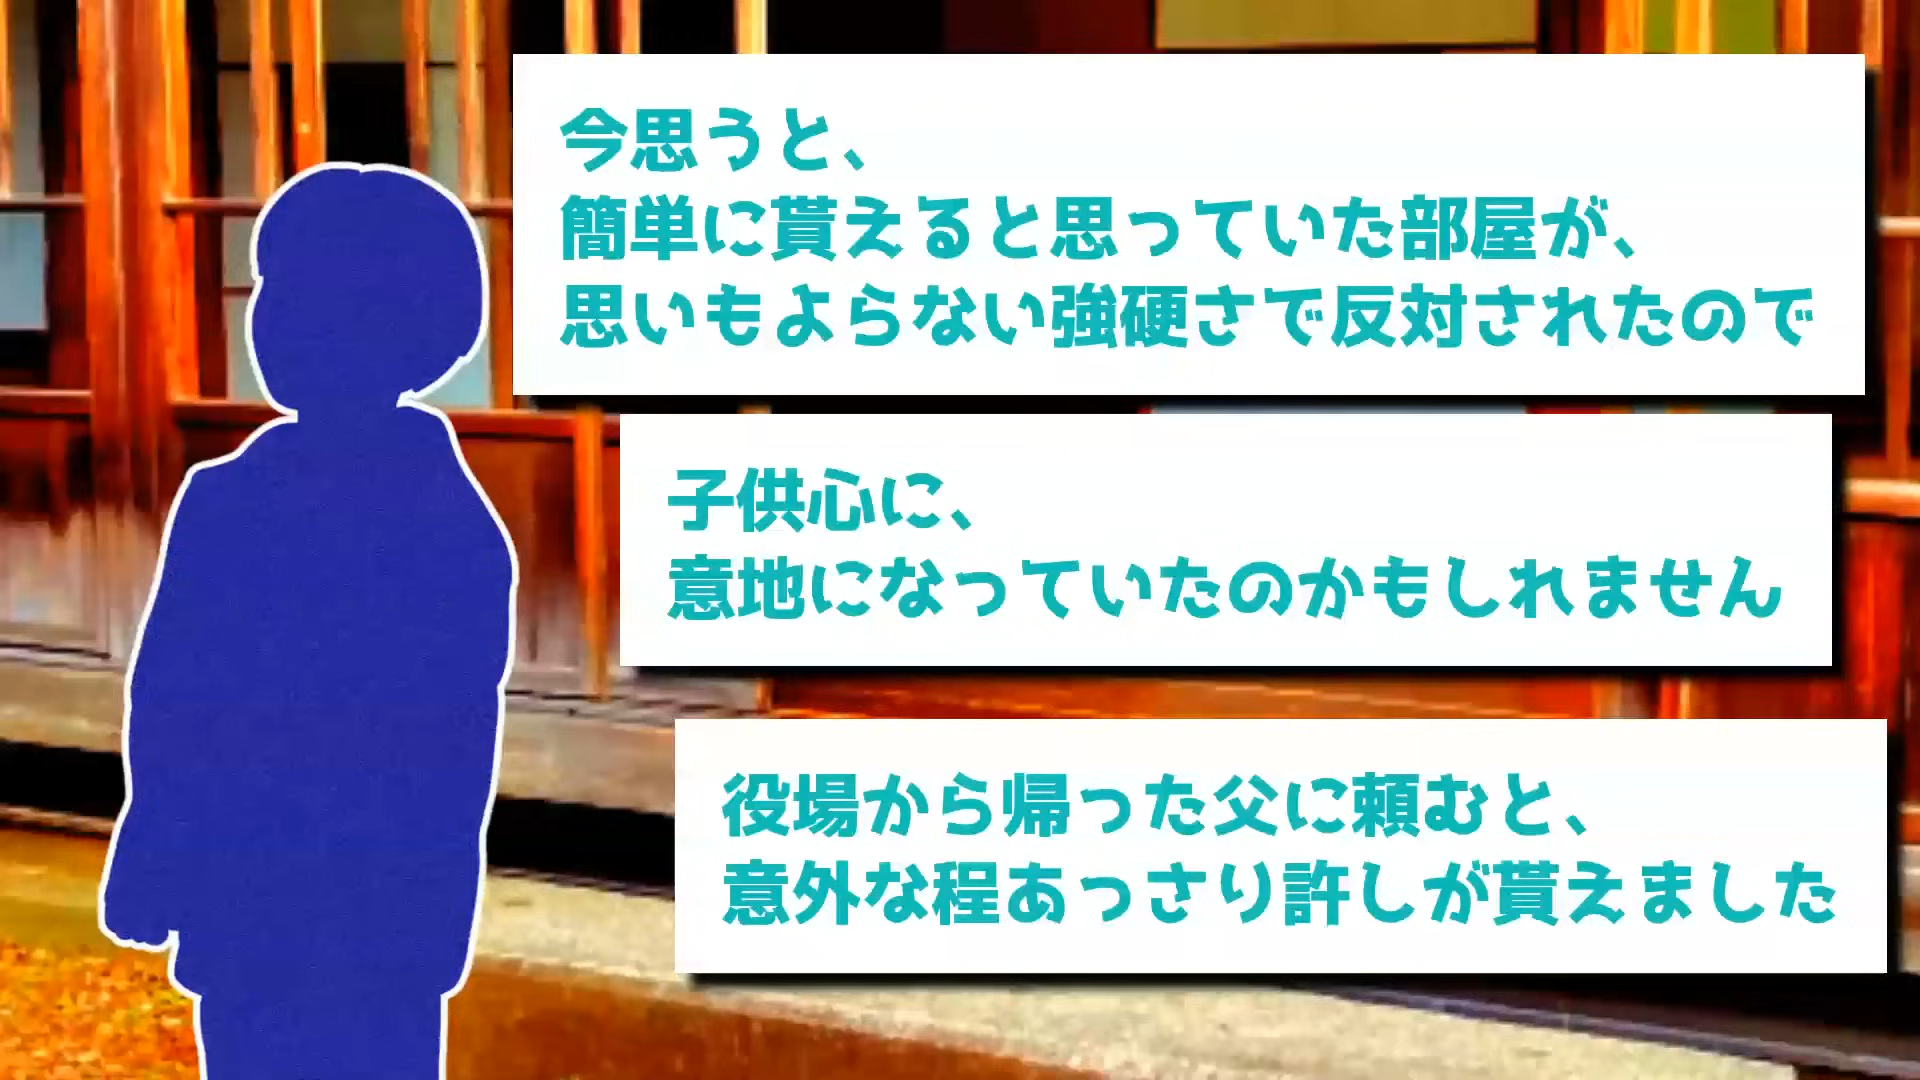 今思うと、
簡単に貰えると思っていた部屋が、
思いもよらない強硬さで反対されたので
子供心に、
意地になっていたのかもしれません
役場から帰った父に頼むと、
意外な程あっさり許しが貰えました